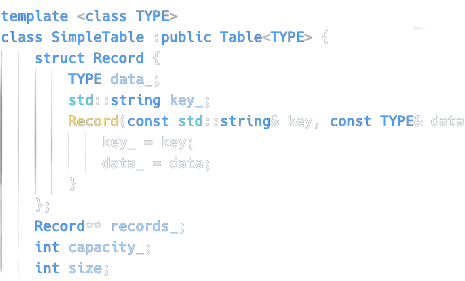 template <class TYPE>
class SimpleTable :public Table<TYPE> {
    struct Record {
        TYPE data_;
        std::string key_;
        Record(const std::string& key, const TYPE& data
            key_ = key;
            data_ = data;
        }
    };
    Record** records_;
    int capacity_;
    int size;